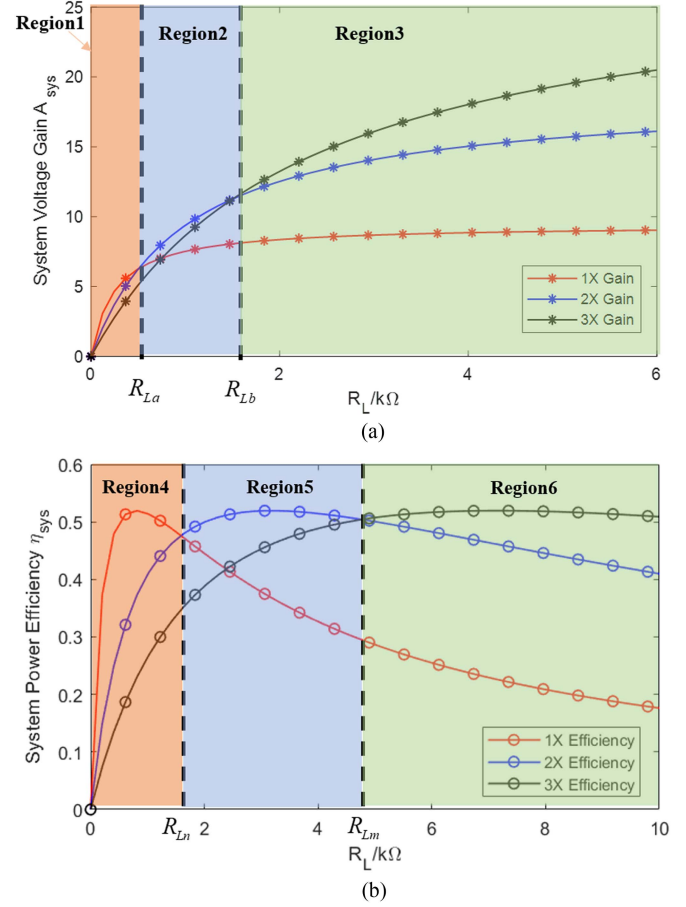 Region1
Region2
Region3
System Voltage Gain A sys
25
20
15
10
5
0
1X Gain
2X Gain
3X Gain
0
2
4
6
R_La
R_Lb
R_L/kΩ
(a)
System Power Efficiency η_sys
0.6
0.5
0.4
0.3
0.2
0.1
0
Region4
Region5
Region6
1X Efficiency
2X Efficiency
3X Efficiency
0
2
4
6
8
10
R_Ln
R_Lm
R_L/kΩ
(b)